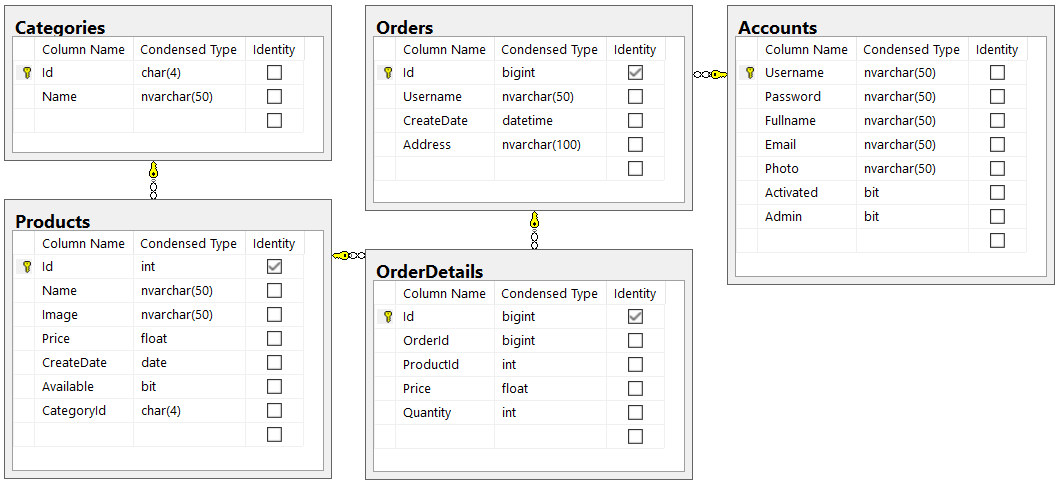 Categories
Column Name Condensed Type Identity
Id char(4)
Name nvarchar(50)
Orders
Column Name Condensed Type Identity
Id bigint
Username nvarchar(50)
CreateDate datetime
Address nvarchar(100)
Accounts
Column Name Condensed Type Identity
Username nvarchar(50)
Password nvarchar(50)
Fullname nvarchar(50)
Email nvarchar(50)
Photo nvarchar(50)
Activated bit
Admin bit
Products
Column Name Condensed Type Identity
Id int
Name nvarchar(50)
Image nvarchar(50)
Price float
CreateDate date
Available bit
CategoryId char(4)
OrderDetails
Column Name Condensed Type Identity
Id bigint
OrderId bigint
ProductId int
Price float
Quantity int